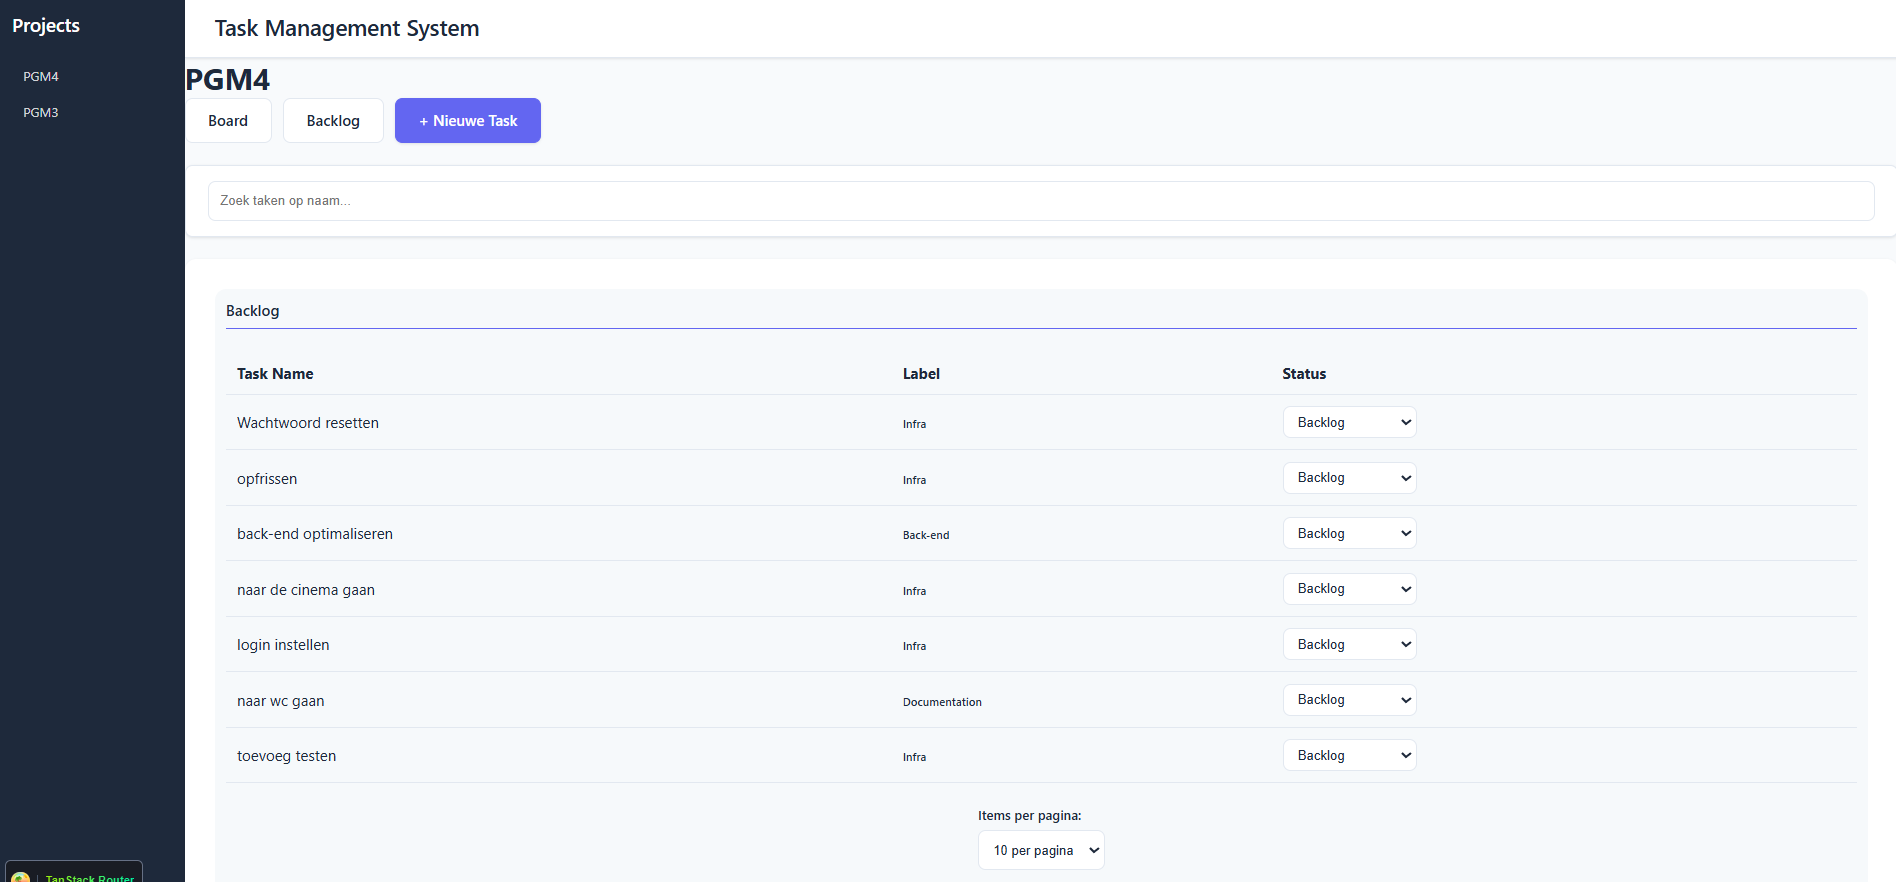 Projects
PGM4
PGM3
Task Management System
PGM4
Board Backlog + Nieuwe Task
Zoek taken op naam...
Backlog
Task Name Label Status
Wachtwoord resetten Infra Backlog
opfrissen Infra Backlog
back-end optimaliseren Back-end Backlog
naar de cinema gaan Infra Backlog
login instellen Infra Backlog
naar wc gaan Documentation Backlog
toevoeg testen Infra Backlog
Items per pagina:
10 per pagina
TanStack Router